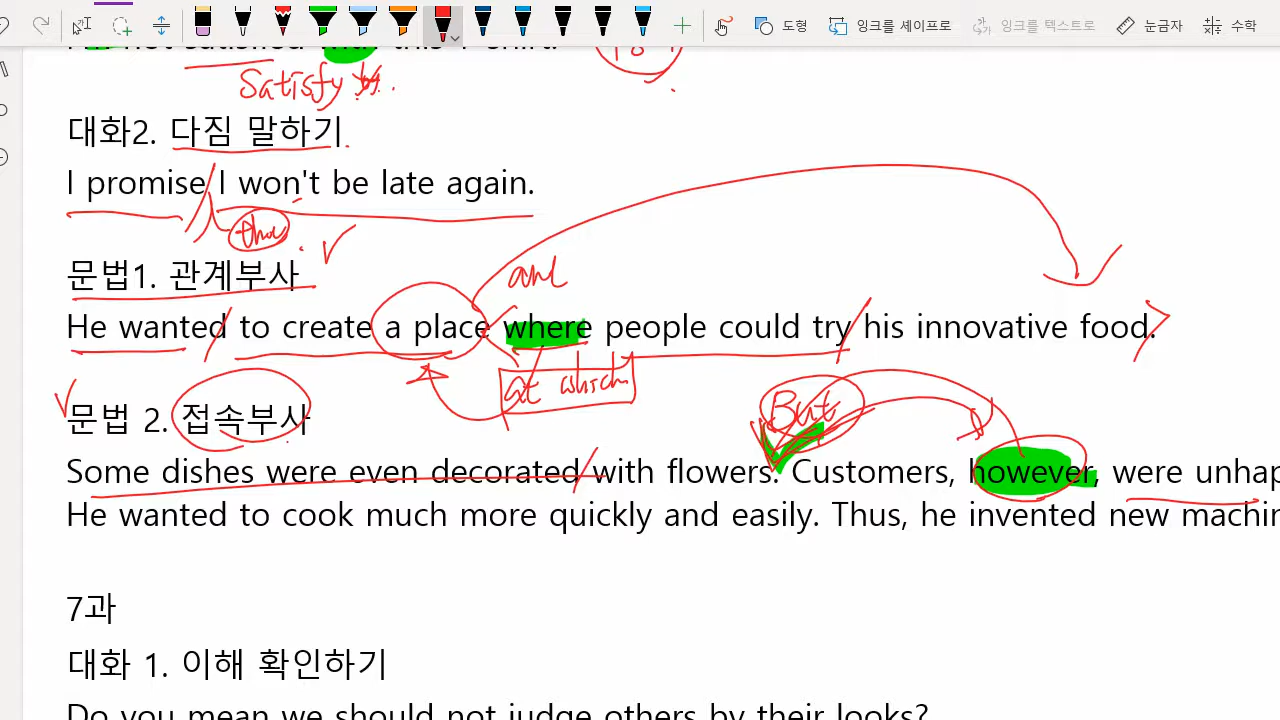 도형 잉크를 셰이프로 잉크를 텍스트로 눈금자 수학
not satisfied with this T-shirt.
Satisfy
대화2. 다짐 말하기
I promise I won't be late again.
문법1. 관계부사
and
He wanted to create a place where people could try his innovative food.
at which
But
문법 2. 접속부사
Some dishes were even decorated with flowers. Customers, however, were
He wanted to cook much more quickly and easily. Thus, he invented new
7과
대화 1. 이해 확인하기
Do you mean we should not judge others by their looks?